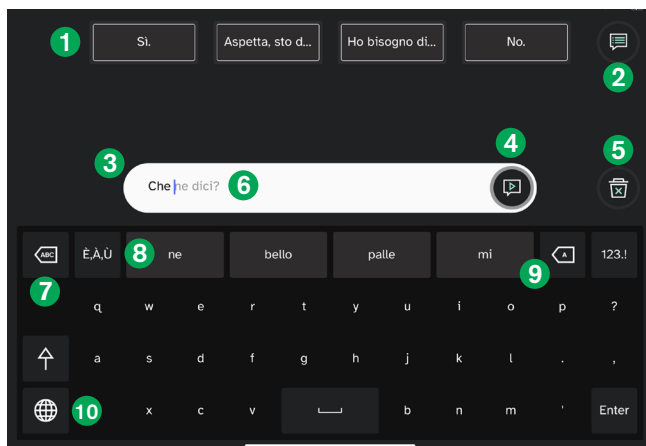 1 Sì. Aspetta, sto d... Ho bisogno di... No.
2
3 4 5
Che ne dici? 6
ABC È,À,Ù 8 ne bello palle mi A 123.!
7 9
q w e r t y u i o p ?
a s d f g h j k l . ,
10 x c v b n m ' Enter